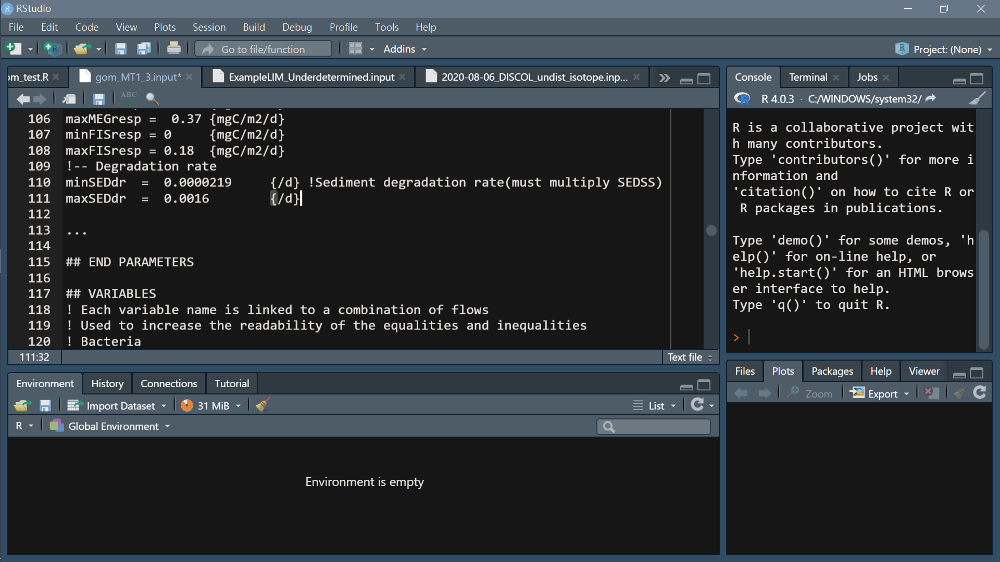 RStudio
File Edit Code View Plots Session Build Debug Profile Tools Help
Go to file/function Addins Project: (None)
om_test.R gom_MT1_3.input* ExampleLIM_Underdetermined.input 2020-08-06_DISCOL_undist_isotope.inp...
ABC
106 maxMEGresp = 0.37 {mgC/m2/d}
107 minFISresp = 0 {mgC/m2/d}
108 maxFISresp = 0.18 {mgC/m2/d}
109 !-- Degradation rate
110 minSEDdr = 0.0000219 {/d} !Sediment degradation rate(must multiply SEDSS)
111 maxSEDdr = 0.0016 {/d}
112
113 ...
114
115 ## END PARAMETERS
116
117 ## VARIABLES
118 ! Each variable name is linked to a combination of flows
119 ! Used to increase the readability of the equalities and inequalities
120 ! Bacteria
111:32 Text file
Environment History Connections Tutorial
Import Dataset 31 MiB List
R Global Environment
Environment is empty
Console Terminal Jobs
R 4.0.3 · C:/WINDOWS/system32/
R is a collaborative project wit
h many contributors.
Type 'contributors()' for more i
nformation and
'citation()' on how to cite R or
R packages in publications.
Type 'demo()' for some demos, 'h
elp()' for on-line help, or
'help.start()' for an HTML brows
er interface to help.
Type 'q()' to quit R.
>
Files Plots Packages Help Viewer
Zoom Export